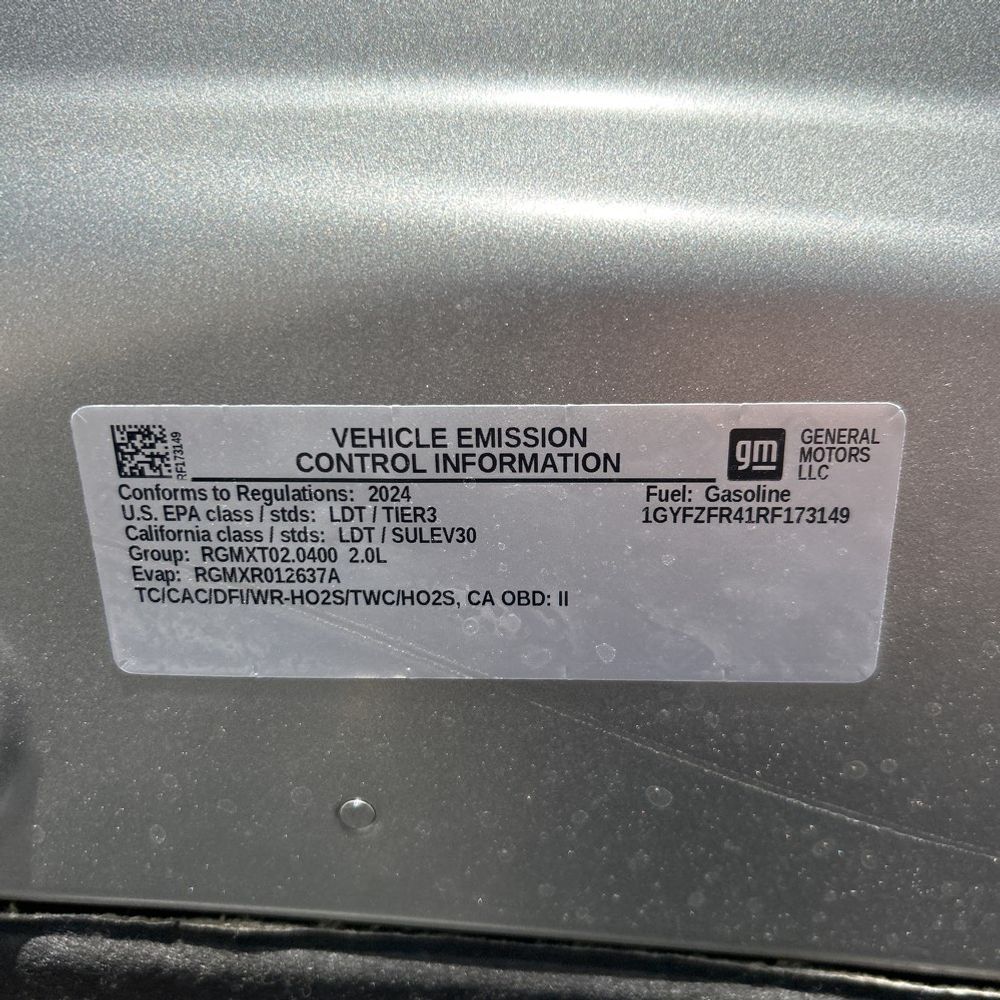 RF173149
VEHICLE EMISSION
CONTROL INFORMATION
gm
GENERAL
MOTORS
LLC
Conforms to Regulations: 2024
U.S. EPA class / stds: LDT / TIER3
California class / stds: LDT / SULEV30
Group: RGMXT02.0400 2.0L
Evap: RGMXR012637A
TC/CAC/DFI/WR-HO2S/TWC/HO2S, CA OBD: II
Fuel: Gasoline
1GYFZFR41RF173149